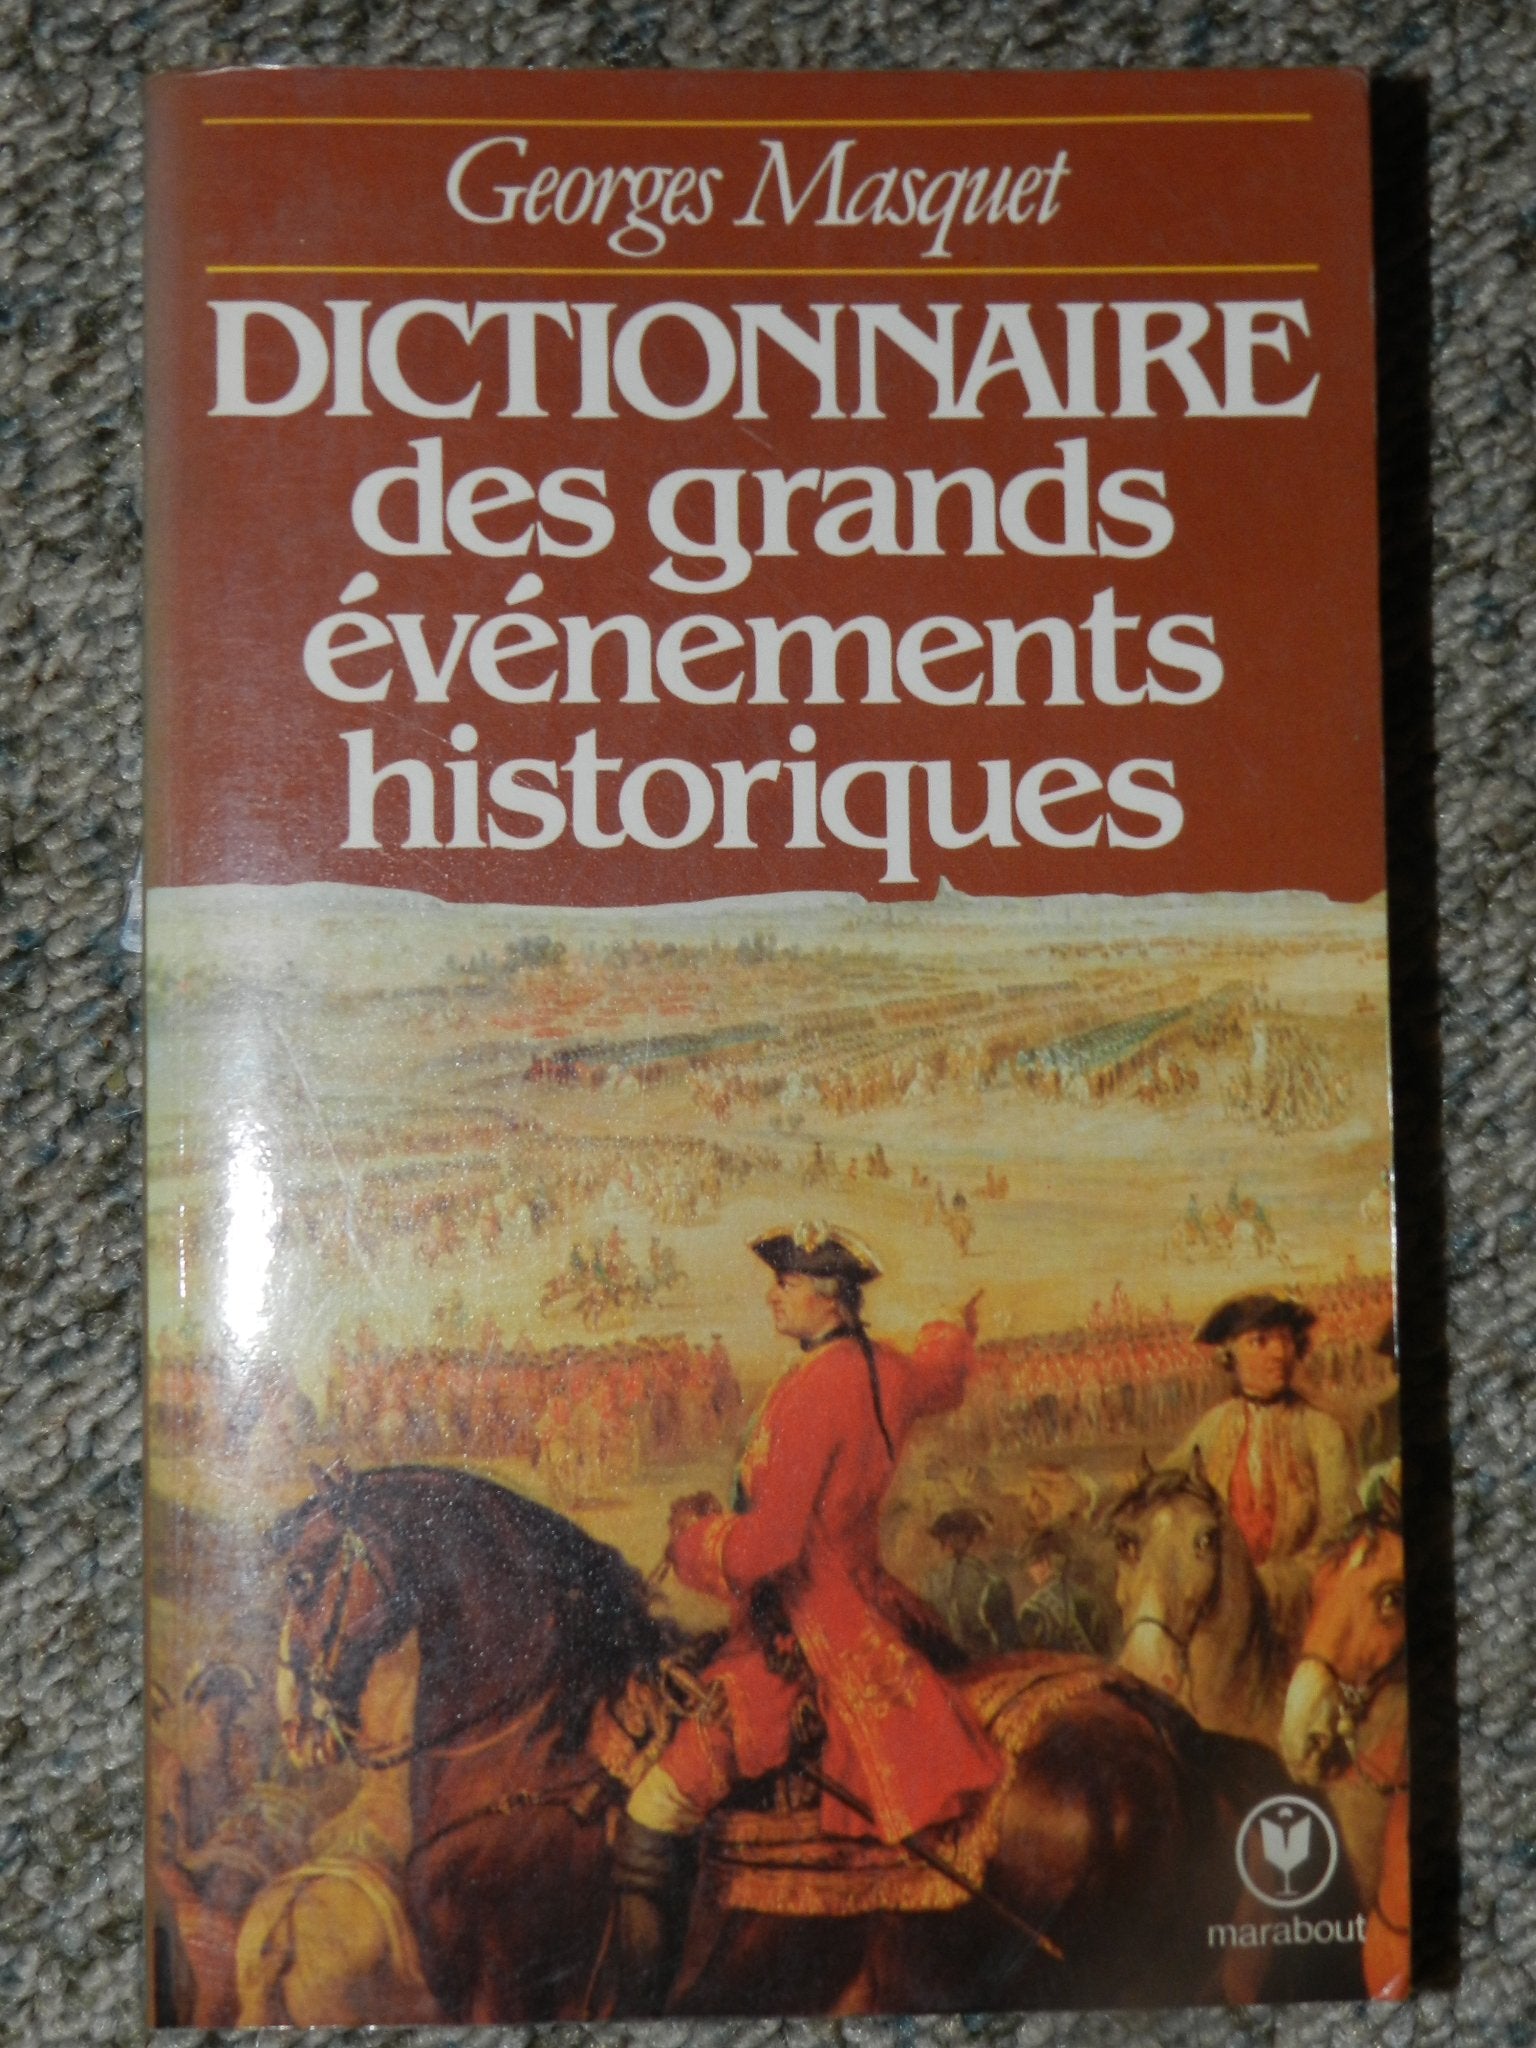 Georges Masquet
DICTIONNAIRE
des grands
événements
historiques
marabout